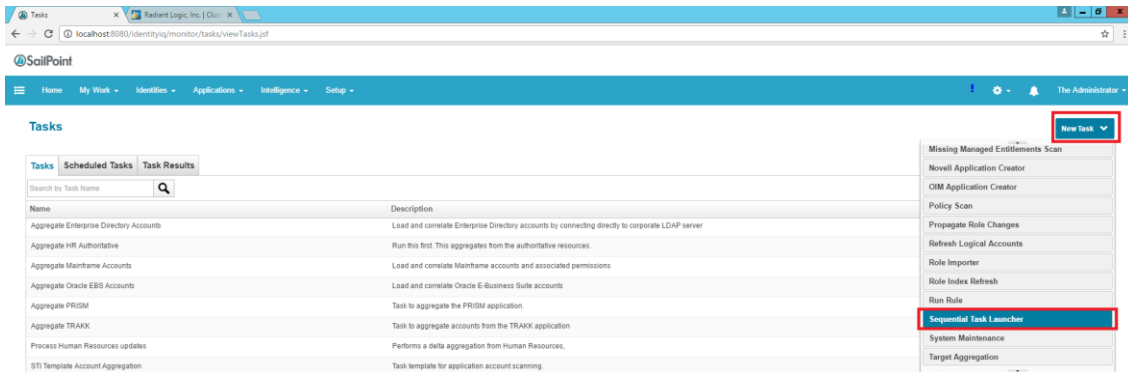 Tasks
Radiant Logic, Inc. | Clus
localhost:8080/identityiq/monitor/tasks/viewTasks.jsf
SailPoint
Home My Work Identities Applications Intelligence Setup
! The Administrator
Tasks
New Task
Tasks Scheduled Tasks Task Results
Search by Task Name
Name Description
Aggregate Enterprise Directory Accounts Load and correlate Enterprise Directory accounts by connecting directly to corporate LDAP server
Aggregate HR Authoritative Run this first. This aggregates from the authoritative resources.
Aggregate Mainframe Accounts Load and correlate Mainframe accounts and associated permissions
Aggregate Oracle EBS Accounts Load and correlate Oracle E-Business Suite accounts
Aggregate PRISM Task to aggregate the PRISM application.
Aggregate TRAKK Task to aggregate accounts from the TRAKK application
Process Human Resources updates Performs a delta aggregation from Human Resources,
STI Template Account Aggregation Task template for application account scanning.
Missing Managed Entitlements Scan
Novell Application Creator
OIM Application Creator
Policy Scan
Propagate Role Changes
Refresh Logical Accounts
Role Importer
Role Index Refresh
Run Rule
Sequential Task Launcher
System Maintenance
Target Aggregation